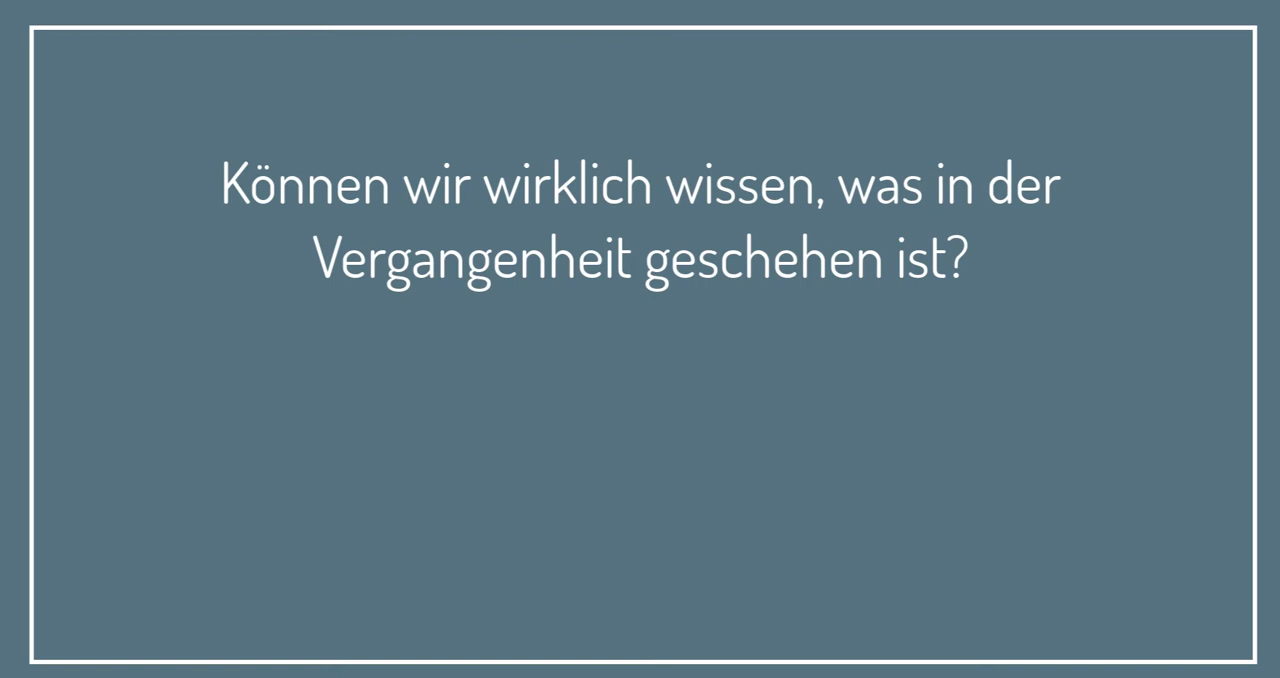 Können wir wirklich wissen, was in der
Vergangenheit geschehen ist?